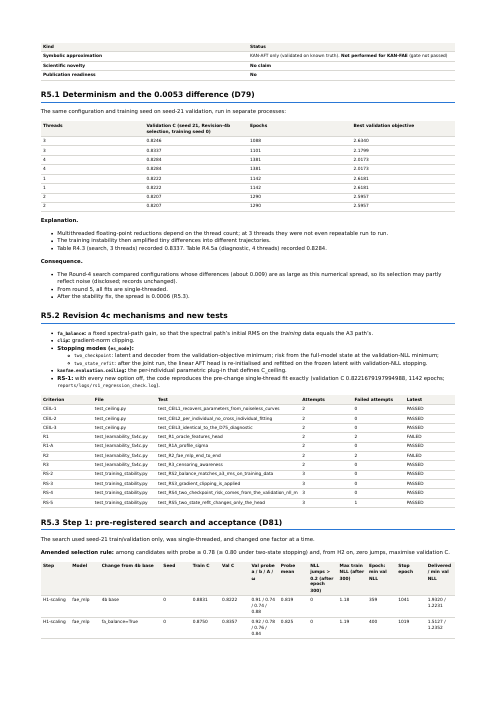 Kind Status
Symbolic approximation KAN-AFT only (validated on known truth). Not performed for KAN-FAE (gate not passed)
Scientific novelty No claim
Publication readiness No
R5.1 Determinism and the 0.0053 difference (D79)
The same configuration and training seed on seed-21 validation, run in separate processes:
Threads Validation C (seed 21, Revision-4b selection, training seed 0) Epochs Best validation objective
3 0.8246 1088 2.6340
3 0.8337 1101 2.1799
4 0.8284 1381 2.0173
4 0.8284 1381 2.0173
1 0.8222 1142 2.6181
1 0.8222 1142 2.6181
2 0.8207 1290 2.5957
2 0.8207 1290 2.5957
Explanation.
• Multithreaded floating-point reductions depend on the thread count; at 3 threads they were not even repeatable run to run.
• The training instability then amplified tiny differences into different trajectories.
• Table R4.3 (search, 3 threads) recorded 0.8337. Table R4.5a (diagnostic, 4 threads) recorded 0.8284.
Consequence.
• The Round-4 search compared configurations whose differences (about 0.009) are as large as this numerical spread, so its selection may partly
reflect noise (disclosed; records unchanged).
• From round 5, all fits are single-threaded.
• After the stability fix, the spread is 0.0006 (R5.3).
R5.2 Revision 4c mechanisms and new tests
• fa_balance: a fixed spectral-path gain, so that the spectral path's initial RMS on the training data equals the A3 path's.
• clip: gradient-norm clipping.
• Stopping modes (es_mode):
◦ two_checkpoint: latent and decoder from the validation-objective minimum; risk from the full-model state at the validation-NLL minimum;
◦ two_state_refit: after the joint run, the linear AFT head is re-initialised and refitted on the frozen latent with validation-NLL stopping.
• kanfae.evaluation.ceiling: the per-individual parametric plug-in that defines C_ceiling.
• RS-1: with every new option off, the code reproduces the pre-change single-thread fit exactly (validation C 0.8221679197994988, 1142 epochs;
reports/logs/rs1_regression_check.log).
Criterion File Test Attempts Failed attempts Latest
CEIL-1 test_ceiling.py test_CEIL1_recovers_parameters_from_noiseless_curves 2 0 PASSED
CEIL-2 test_ceiling.py test_CEIL2_per_individual_no_cross_individual_fitting 2 0 PASSED
CEIL-3 test_ceiling.py test_CEIL3_identical_to_the_D75_diagnostic 2 0 PASSED
R1 test_learnability_fa4c.py test_R1_oracle_features_head 2 2 FAILED
R1-A test_learnability_fa4c.py test_R1A_profile_sigma 2 0 PASSED
R2 test_learnability_fa4c.py test_R2_fae_mlp_end_to_end 2 2 FAILED
R3 test_learnability_fa4c.py test_R3_censoring_awareness 2 0 PASSED
RS-2 test_training_stability.py test_RS2_balance_matches_a3_rms_on_training_data 3 0 PASSED
RS-3 test_training_stability.py test_RS3_gradient_clipping_is_applied 3 0 PASSED
RS-4 test_training_stability.py test_RS4_two_checkpoint_risk_comes_from_the_validation_nll_m 3 0 PASSED
RS-5 test_training_stability.py test_RS5_two_state_refit_changes_only_the_head 3 1 PASSED
R5.3 Step 1: pre-registered search and acceptance (D81)
The search used seed-21 train/validation only, was single-threaded, and changed one factor at a time.
Amended selection rule: among candidates with probe ≥ 0.78 (≥ 0.80 under two-state stopping) and, from H2 on, zero jumps, maximise validation C.
Step Model Change from 4b base Seed Train C Val C Val probe a / b / A / ω Probe mean NLL jumps > 0.2 (after epoch 300) Max train NLL (after 300) Epoch: min val NLL Stop epoch Delivered / min val NLL
H1-scaling fae_mlp 4b base 0 0.8831 0.8222 0.91 / 0.74 / 0.74 / 0.88 0.819 0 1.18 359 1041 1.9320 / 1.2231
H1-scaling fae_mlp fa_balance=True 0 0.8750 0.8357 0.92 / 0.78 / 0.76 / 0.84 0.825 0 1.19 400 1019 1.5127 / 1.2352